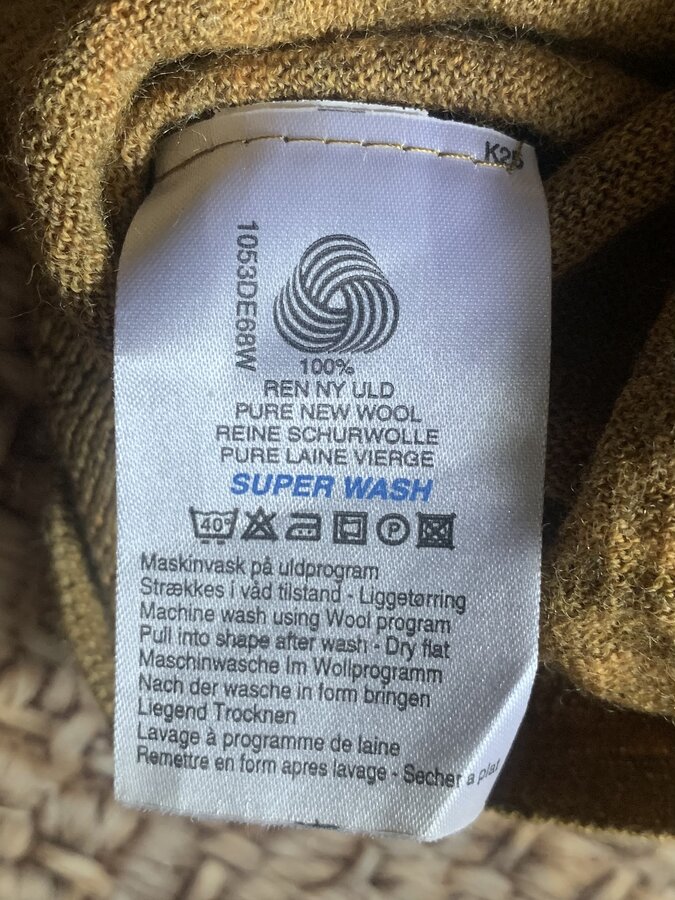 K25
1053DE68W
100%
REN NY ULD
PURE NEW WOOL
REINE SCHURWOLLE
PURE LAINE VIERGE
SUPER WASH
40° P
Maskinvask på uldprogram
Strækkes i våd tilstand - Liggetørring
Machine wash using Wool program
Pull into shape after wash - Dry flat
Maschinwasche Im Wollprogramm
Nach der wasche in form bringen
Liegend Trocknen
Lavage à programme de laine
Remettre en form apres lavage - Secher a plat